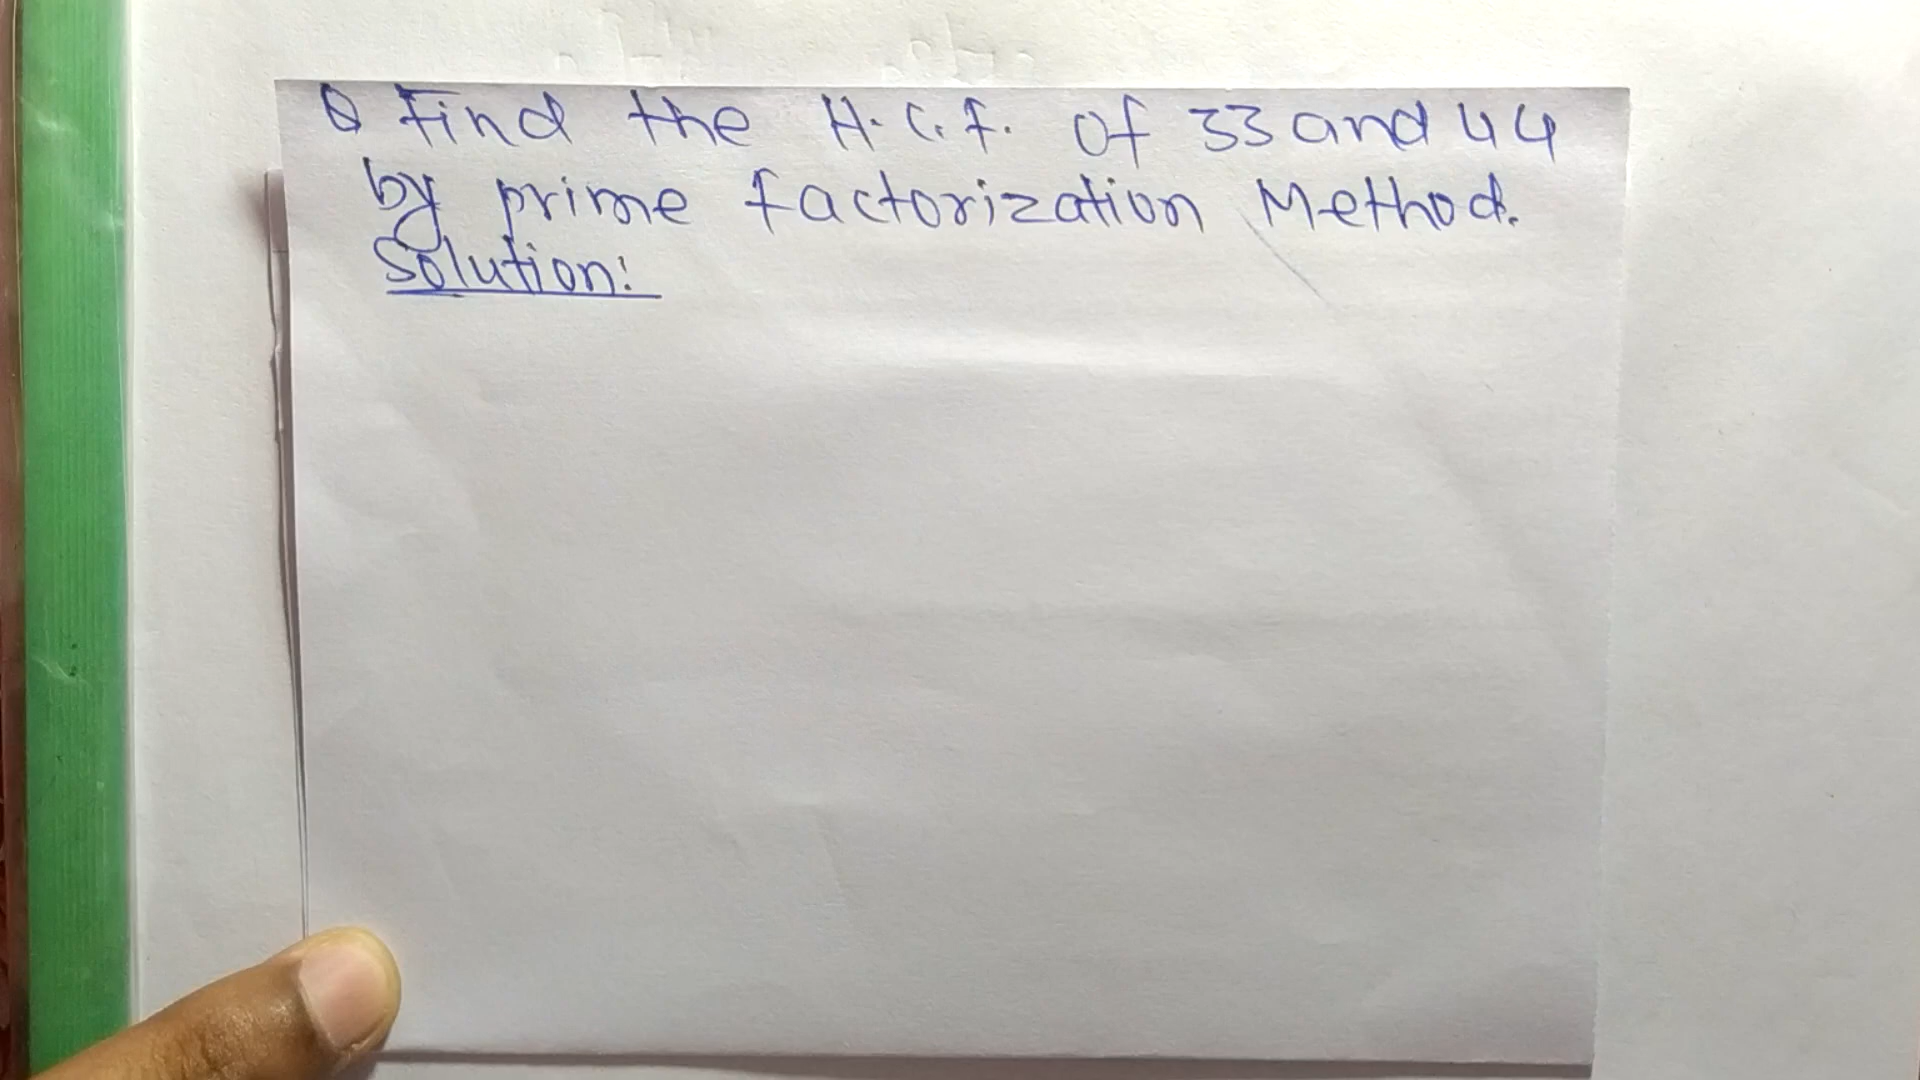 Q Find the H.C.f. of 33 and 44
by prime factorization Method.
Solution: